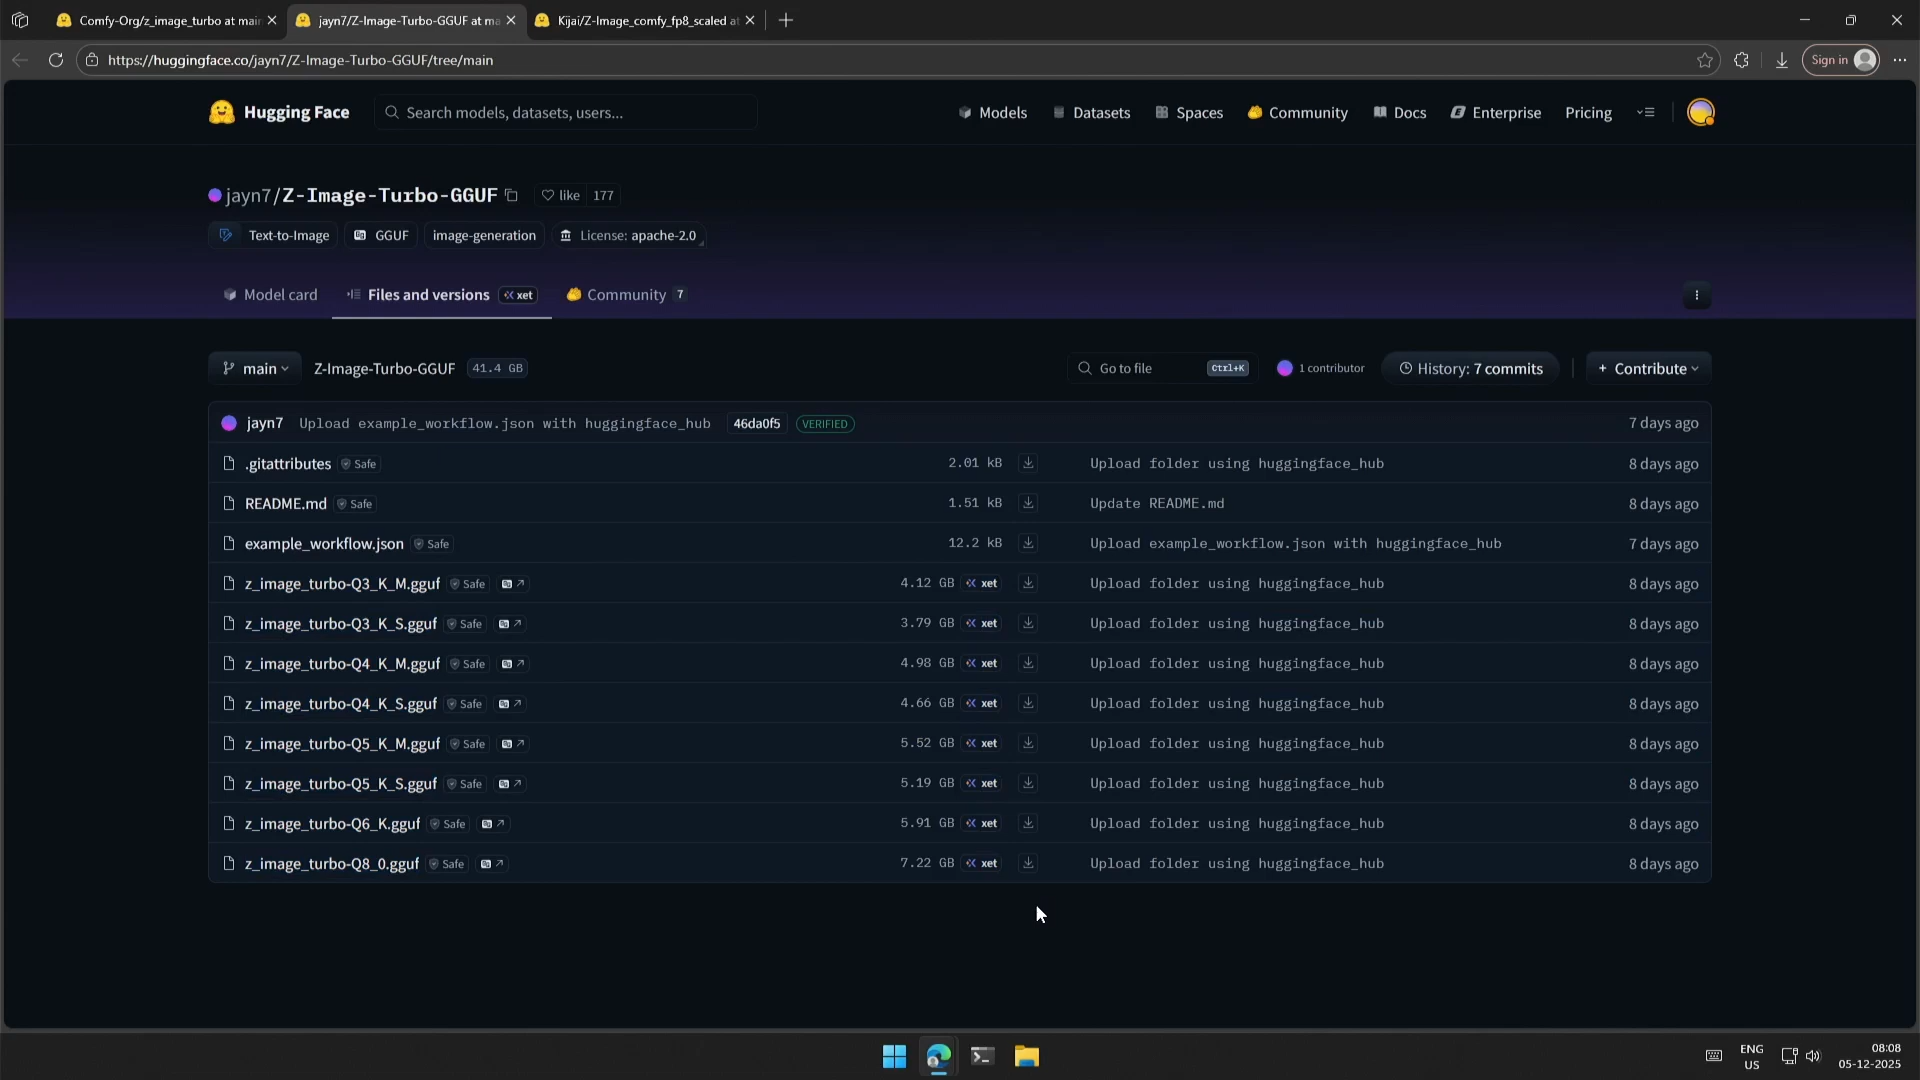 Comfy-Org/z_image_turbo at main
jayn7/Z-Image-Turbo-GGUF at ma
Kijai/Z-Image_comfy_fp8_scaled at
https://huggingface.co/jayn7/Z-Image-Turbo-GGUF/tree/main
Sign in
Hugging Face
Search models, datasets, users...
Models
Datasets
Spaces
Community
Docs
Enterprise
Pricing
jayn7/Z-Image-Turbo-GGUF
like 177
Text-to-Image
GGUF
image-generation
License: apache-2.0
Model card
Files and versions xet
Community 7
main
Z-Image-Turbo-GGUF 41.4 GB
Go to file Ctrl+K
1 contributor
History: 7 commits
+ Contribute
jayn7 Upload example_workflow.json with huggingface_hub 46da0f5 VERIFIED 7 days ago
.gitattributes Safe 2.01 kB Upload folder using huggingface_hub 8 days ago
README.md Safe 1.51 kB Update README.md 8 days ago
example_workflow.json Safe 12.2 kB Upload example_workflow.json with huggingface_hub 7 days ago
z_image_turbo-Q3_K_M.gguf Safe 4.12 GB xet Upload folder using huggingface_hub 8 days ago
z_image_turbo-Q3_K_S.gguf Safe 3.79 GB xet Upload folder using huggingface_hub 8 days ago
z_image_turbo-Q4_K_M.gguf Safe 4.98 GB xet Upload folder using huggingface_hub 8 days ago
z_image_turbo-Q4_K_S.gguf Safe 4.66 GB xet Upload folder using huggingface_hub 8 days ago
z_image_turbo-Q5_K_M.gguf Safe 5.52 GB xet Upload folder using huggingface_hub 8 days ago
z_image_turbo-Q5_K_S.gguf Safe 5.19 GB xet Upload folder using huggingface_hub 8 days ago
z_image_turbo-Q6_K.gguf Safe 5.91 GB xet Upload folder using huggingface_hub 8 days ago
z_image_turbo-Q8_0.gguf Safe 7.22 GB xet Upload folder using huggingface_hub 8 days ago
ENG
US
08:08
05-12-2025